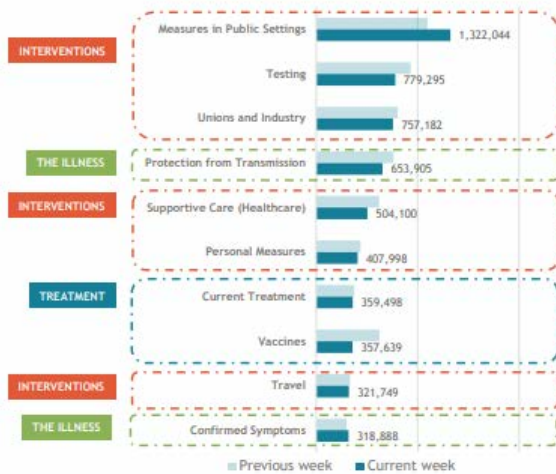 Measures in Public Settings
1,322,044
INTERVENTIONS
Testing
779,295
Unions and Industry
757,182
THE ILLNESS
Protection from Transmission
653,905
INTERVENTIONS
Supportive Care (Healthcare)
504,100
Personal Measures
407,998
TREATMENT
Current Treatment
359,498
Vaccines
357,639
INTERVENTIONS
Travel
321,749
THE ILLNESS
Confirmed Symptoms
318,888
Previous week
Current week